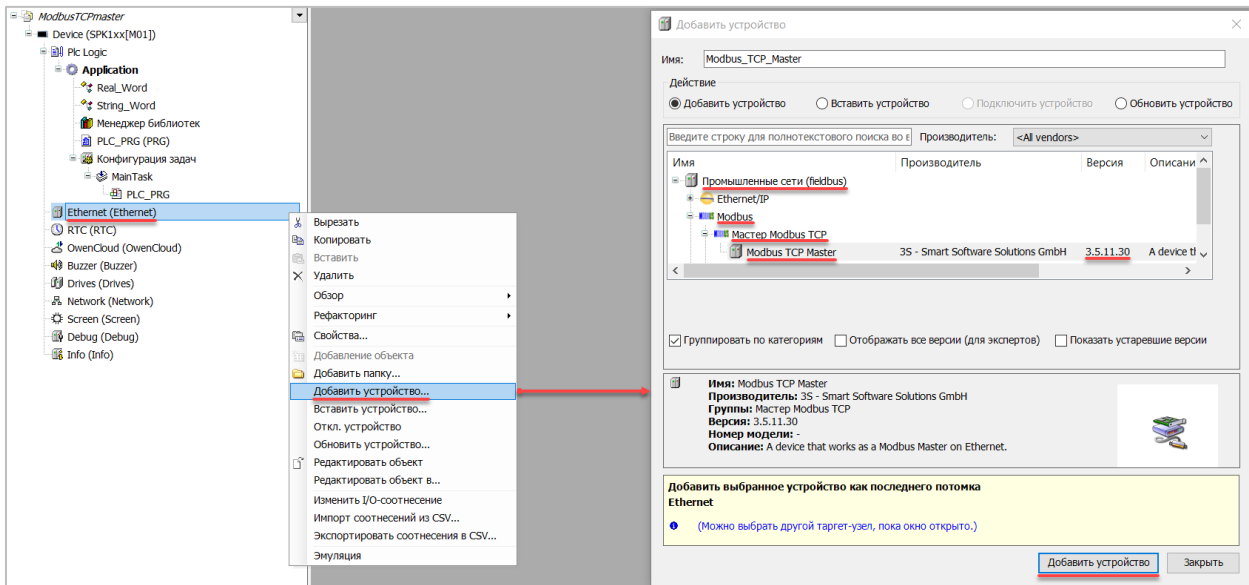 ModbusTCPmaster
Device (SPK1xx[M01])
Plc Logic
Application
Real_Word
String_Word
Менеджер библиотек
PLC_PRG (PRG)
Конфигурация задач
MainTask
PLC_PRG
Ethernet (Ethernet)
RTC (RTC)
OwenCloud (OwenCloud)
Buzzer (Buzzer)
Drives (Drives)
Network (Network)
Screen (Screen)
Debug (Debug)
Info (Info)
Вырезать
Копировать
Вставить
Удалить
Обзор
Рефакторинг
Свойства...
Добавление объекта
Добавить папку...
Добавить устройство...
Вставить устройство...
Откл. устройство
Обновить устройство...
Редактировать объект
Редактировать объект в...
Изменить I/O-соотнесение
Импорт соотнесений из CSV...
Экспортировать соотнесения в CSV...
Эмуляция
Добавить устройство
Имя: Modbus_TCP_Master
Действие
Добавить устройство Вставить устройство Подключить устройство Обновить устройство
Введите строку для полнотекстового поиска во в Производитель: <All vendors>
Имя Производитель Версия Описани
Промышленные сети (fieldbus)
Ethernet/IP
Modbus
Мастер Modbus TCP
Modbus TCP Master 3S - Smart Software Solutions GmbH 3.5.11.30 A device th
Группировать по категориям Отображать все версии (для экспертов) Показать устаревшие версии
Имя: Modbus TCP Master
Производитель: 3S - Smart Software Solutions GmbH
Группы: Мастер Modbus TCP
Версия: 3.5.11.30
Номер модели: -
Описание: A device that works as a Modbus Master on Ethernet.
Добавить выбранное устройство как последнего потомка
Ethernet
(Можно выбрать другой таргет-узел, пока окно открыто.)
Добавить устройство Закрыть